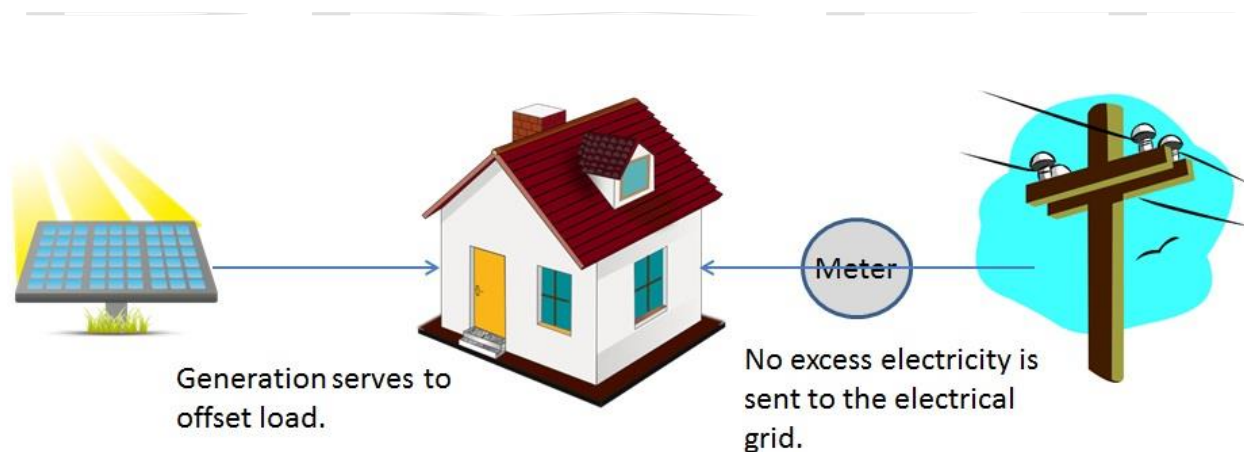 Meter
Generation serves to
offset load.
No excess electricity is
sent to the electrical
grid.